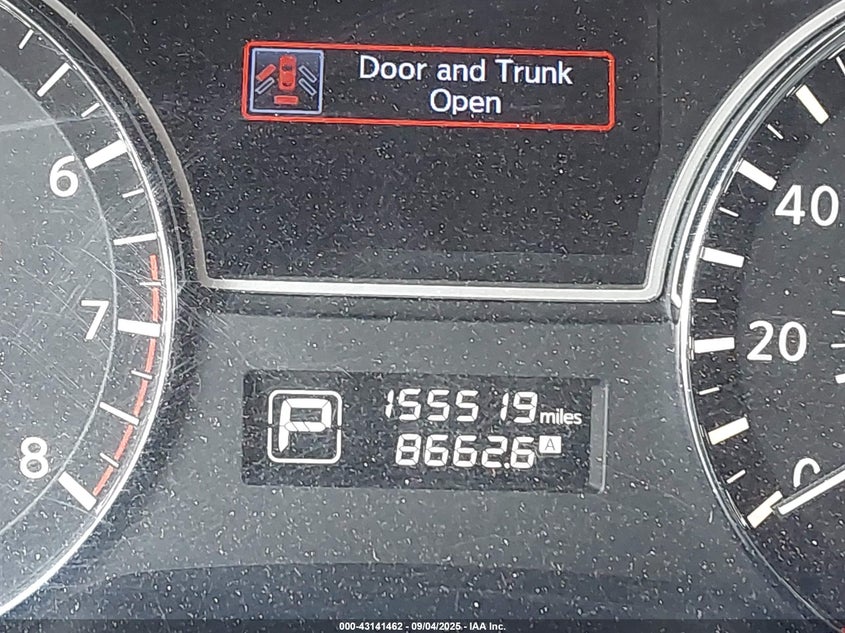 Door and Trunk
Open
6
7
8
40
20
0
P
155519 miles
8662.6 A
000-43141462 - 09/04/2025 - IAA Inc.